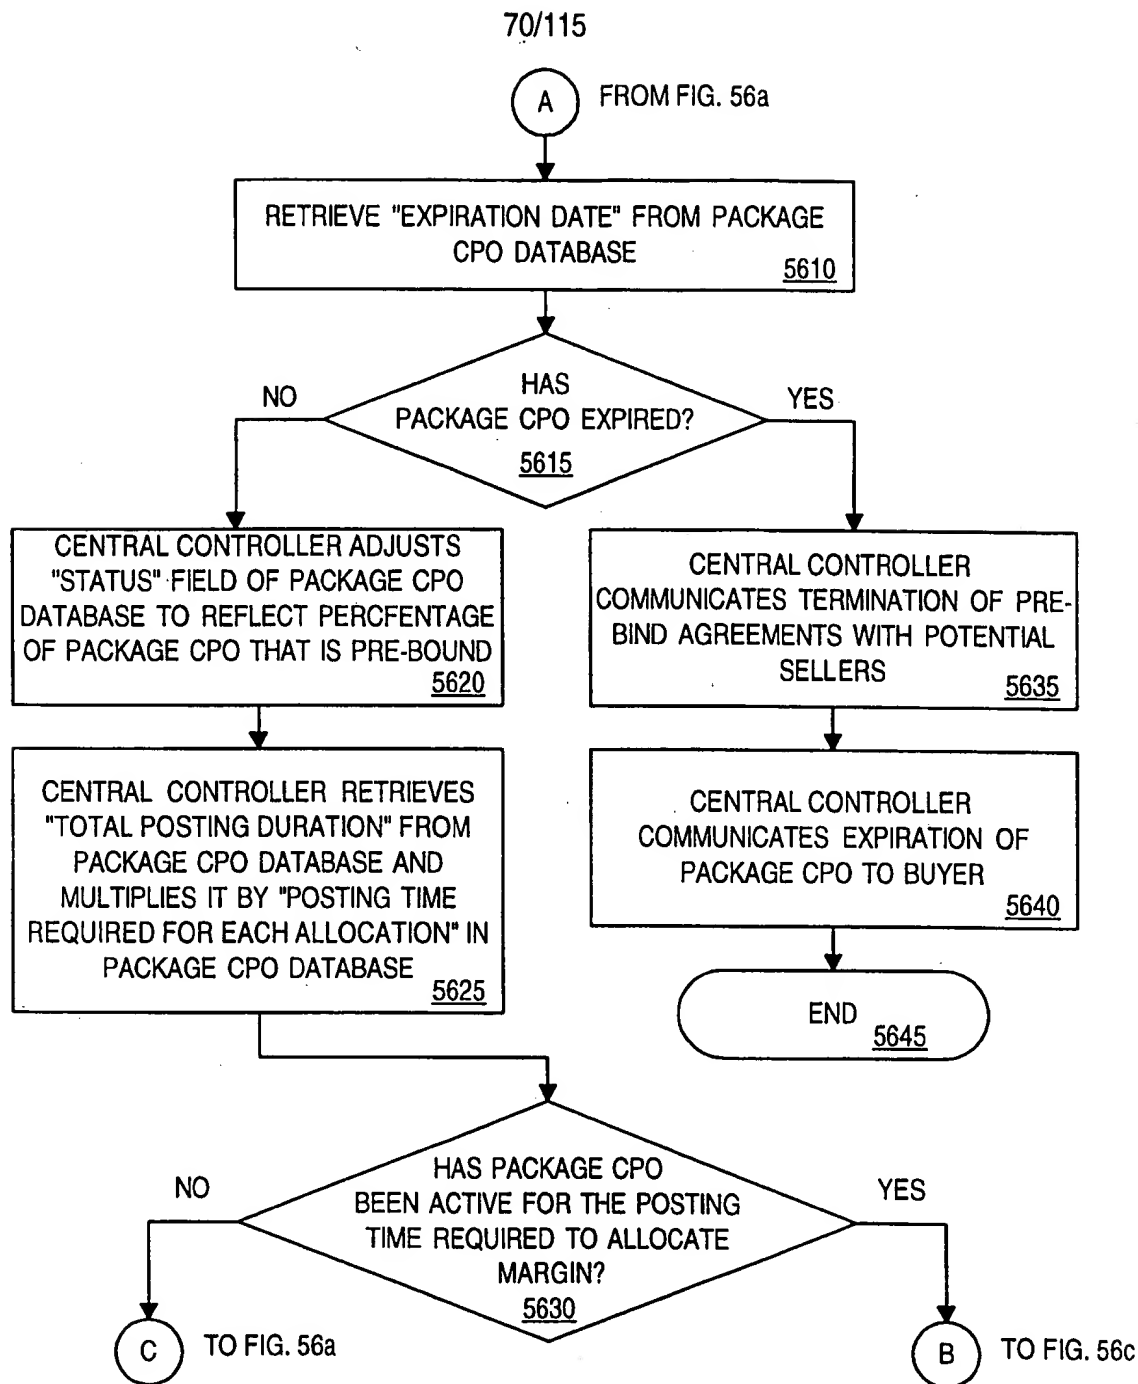 70/115
A
FROM FIG. 56a
RETRIEVE "EXPIRATION DATE" FROM PACKAGE
CPO DATABASE
5610
HAS
PACKAGE CPO EXPIRED?
5615
NO
YES
CENTRAL CONTROLLER ADJUSTS
"STATUS" FIELD OF PACKAGE CPO
DATABASE TO REFLECT PERCFENTAGE
OF PACKAGE CPO THAT IS PRE-BOUND
5620
CENTRAL CONTROLLER
COMMUNICATES TERMINATION OF PRE-
BIND AGREEMENTS WITH POTENTIAL
SELLERS
5635
CENTRAL CONTROLLER RETRIEVES
"TOTAL POSTING DURATION" FROM
PACKAGE CPO DATABASE AND
MULTIPLIES IT BY "POSTING TIME
REQUIRED FOR EACH ALLOCATION" IN
PACKAGE CPO DATABASE
5625
CENTRAL CONTROLLER
COMMUNICATES EXPIRATION OF
PACKAGE CPO TO BUYER
5640
END
5645
HAS PACKAGE CPO
BEEN ACTIVE FOR THE POSTING
TIME REQUIRED TO ALLOCATE
MARGIN?
5630
NO
YES
C
TO FIG. 56a
B
TO FIG. 56c